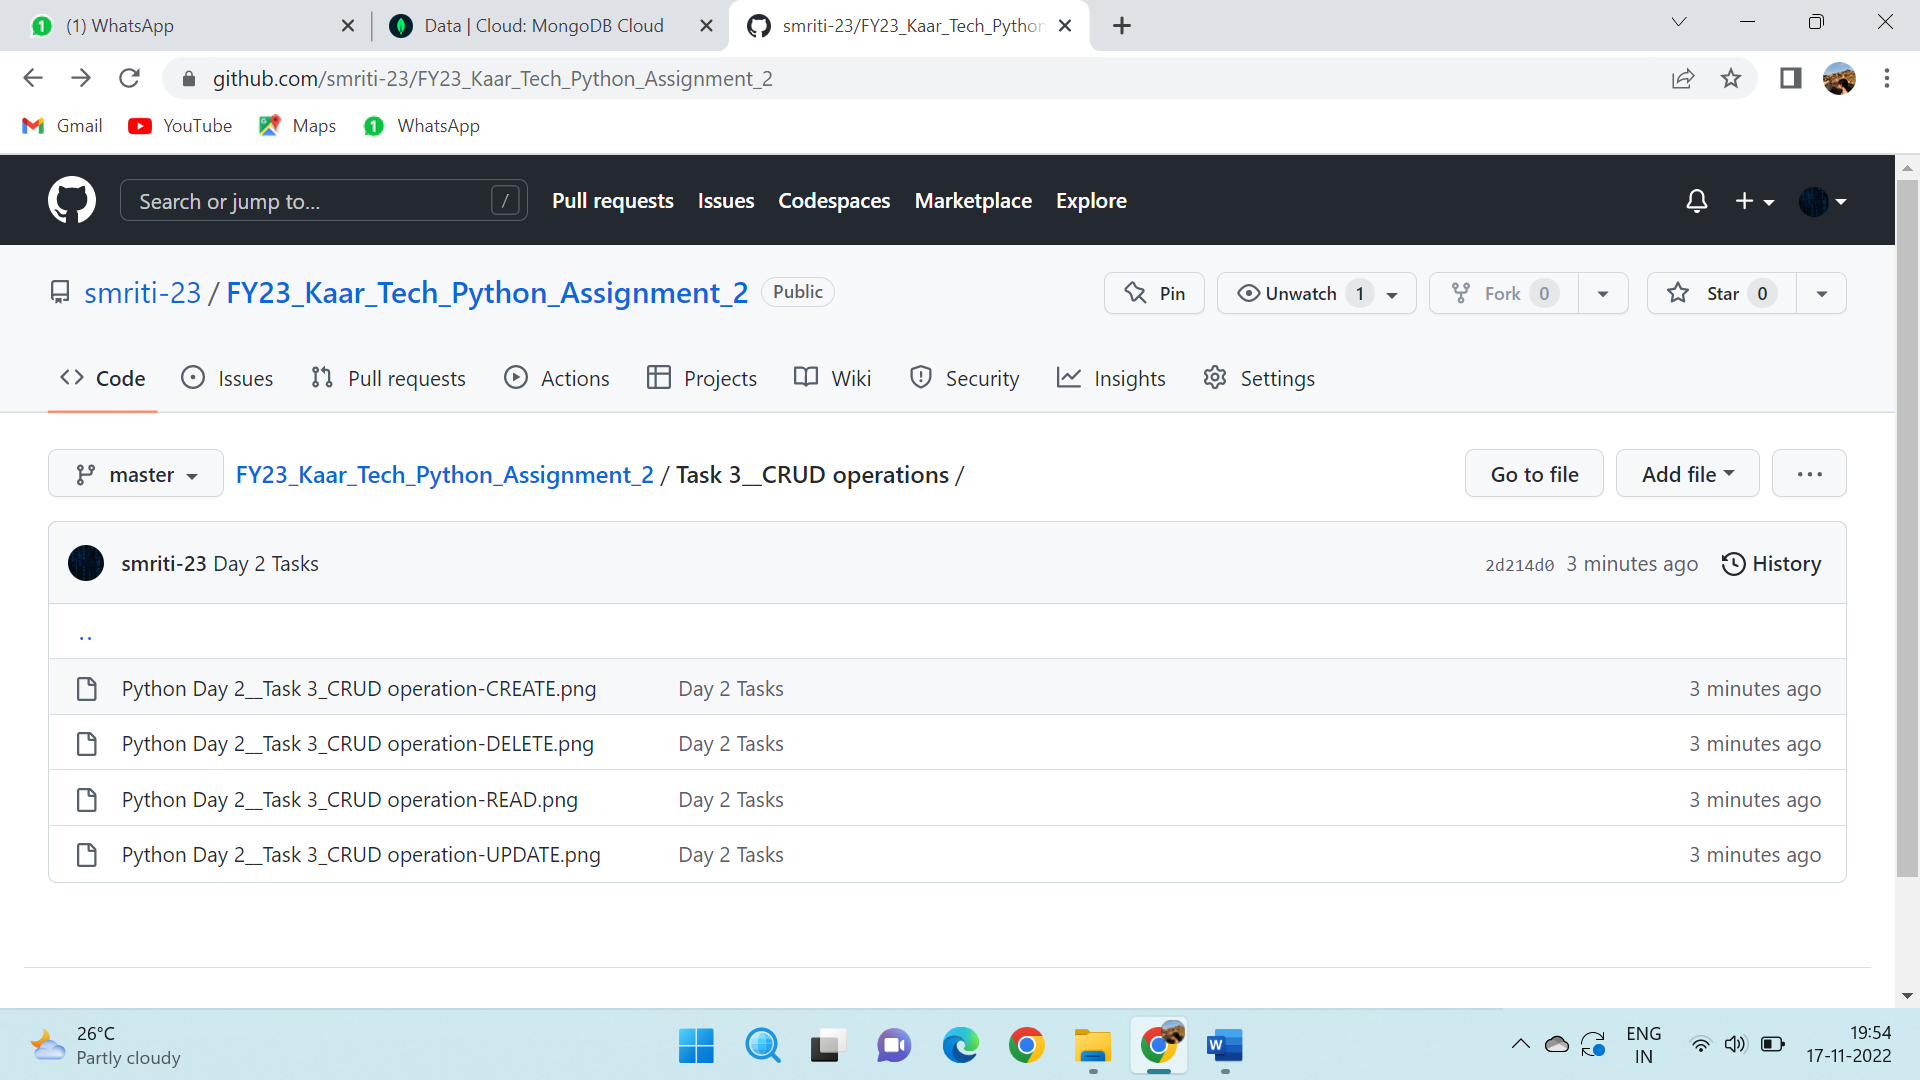 (1) WhatsApp
Data | Cloud: MongoDB Cloud
smriti-23/FY23_Kaar_Tech_Python
github.com/smriti-23/FY23_Kaar_Tech_Python_Assignment_2
Gmail
YouTube
Maps
1
WhatsApp
Search or jump to...
/
Pull requests
Issues
Codespaces
Marketplace
Explore
smriti-23 / FY23_Kaar_Tech_Python_Assignment_2
Public
Pin
Unwatch 1
Fork 0
Star 0
Code
Issues
Pull requests
Actions
Projects
Wiki
Security
Insights
Settings
master
FY23_Kaar_Tech_Python_Assignment_2 / Task 3__CRUD operations /
Go to file
Add file
...
smriti-23 Day 2 Tasks
2d214d0 3 minutes ago
History
..
Python Day 2__Task 3_CRUD operation-CREATE.png Day 2 Tasks 3 minutes ago
Python Day 2__Task 3_CRUD operation-DELETE.png Day 2 Tasks 3 minutes ago
Python Day 2__Task 3_CRUD operation-READ.png Day 2 Tasks 3 minutes ago
Python Day 2__Task 3_CRUD operation-UPDATE.png Day 2 Tasks 3 minutes ago
26°C
Partly cloudy
W
ENG
IN
19:54
17-11-2022